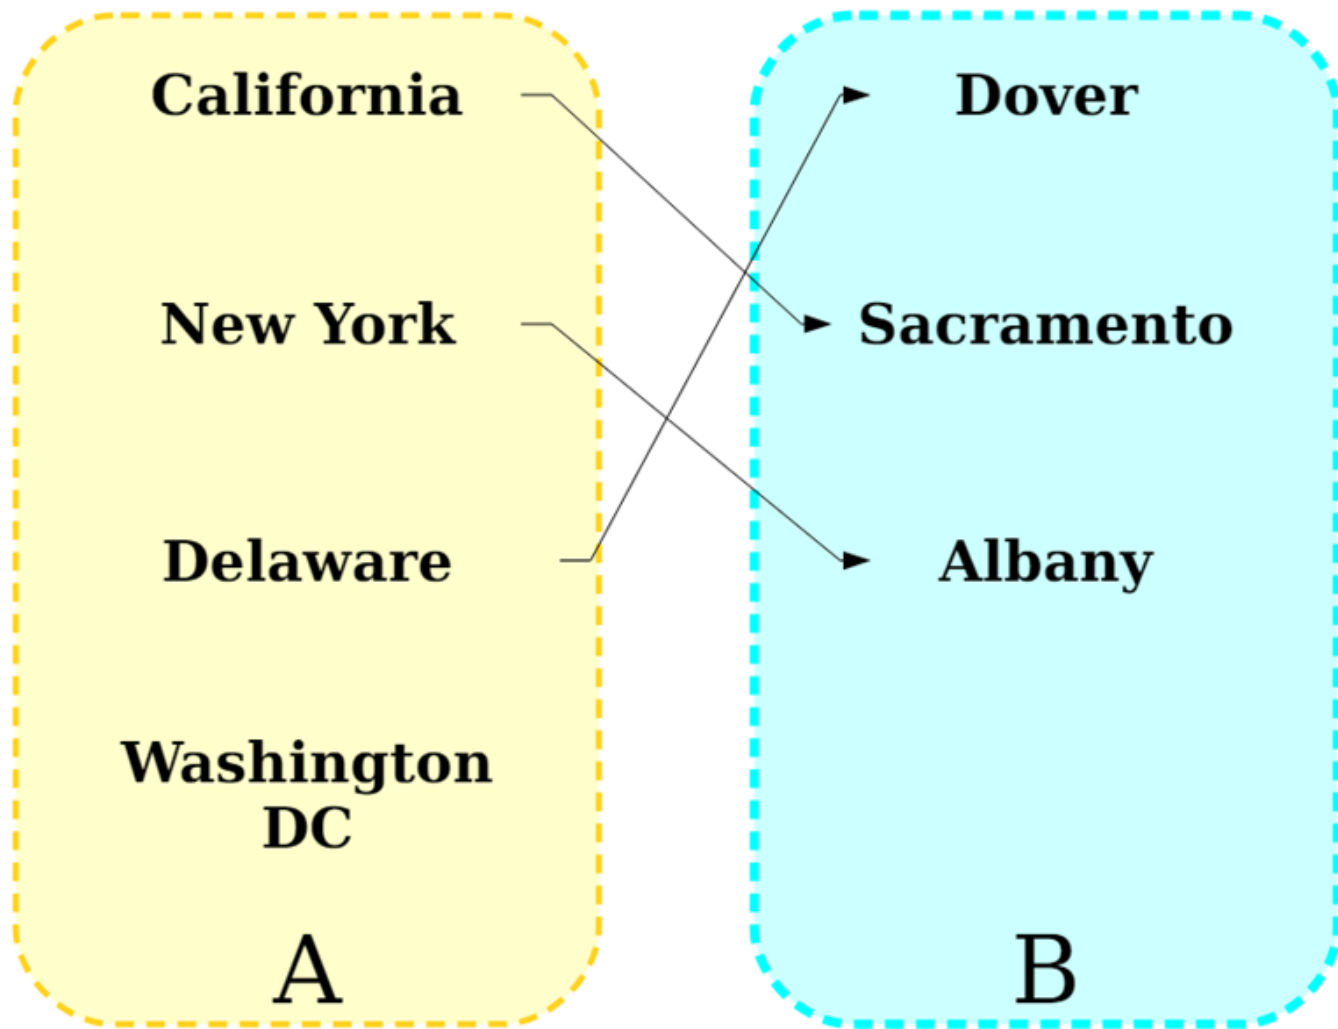 California
Dover
New York
Sacramento
Delaware
Albany
Washington
DC
A
B